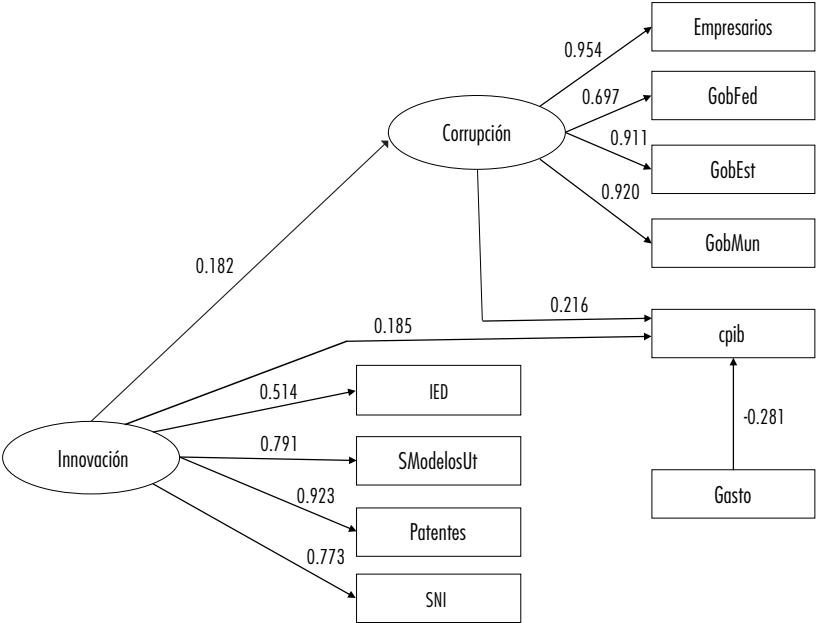 Empresarios
0.954
0.697
GobFed
Corrupción
0.911
GobEst
0.920
GobMun
0.182
0.216
0.185
cpib
0.514
IED
-0.281
0.791
Innovación
SModelosUt
0.923
Gasto
Patentes
0.773
SNI